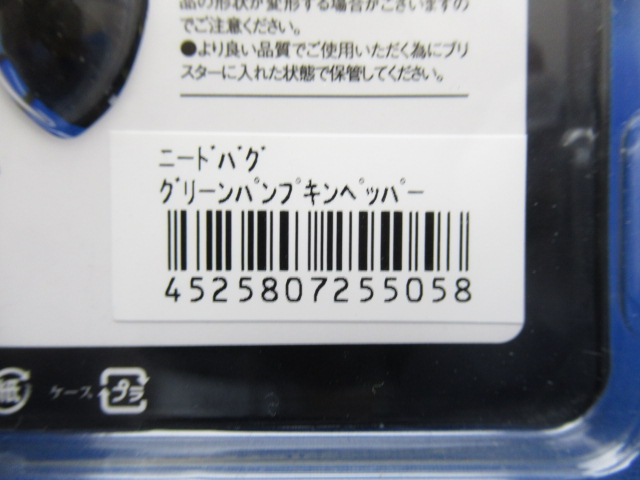 品の形状が変形する場合がございますの
でご注意ください。
●より良い品質でご使用いただく為にブリ
スターに入れた状態で保管してください。
ニードバグ
グリーンパンプキンペッパー
4525807255058
紙
ケース
プラ